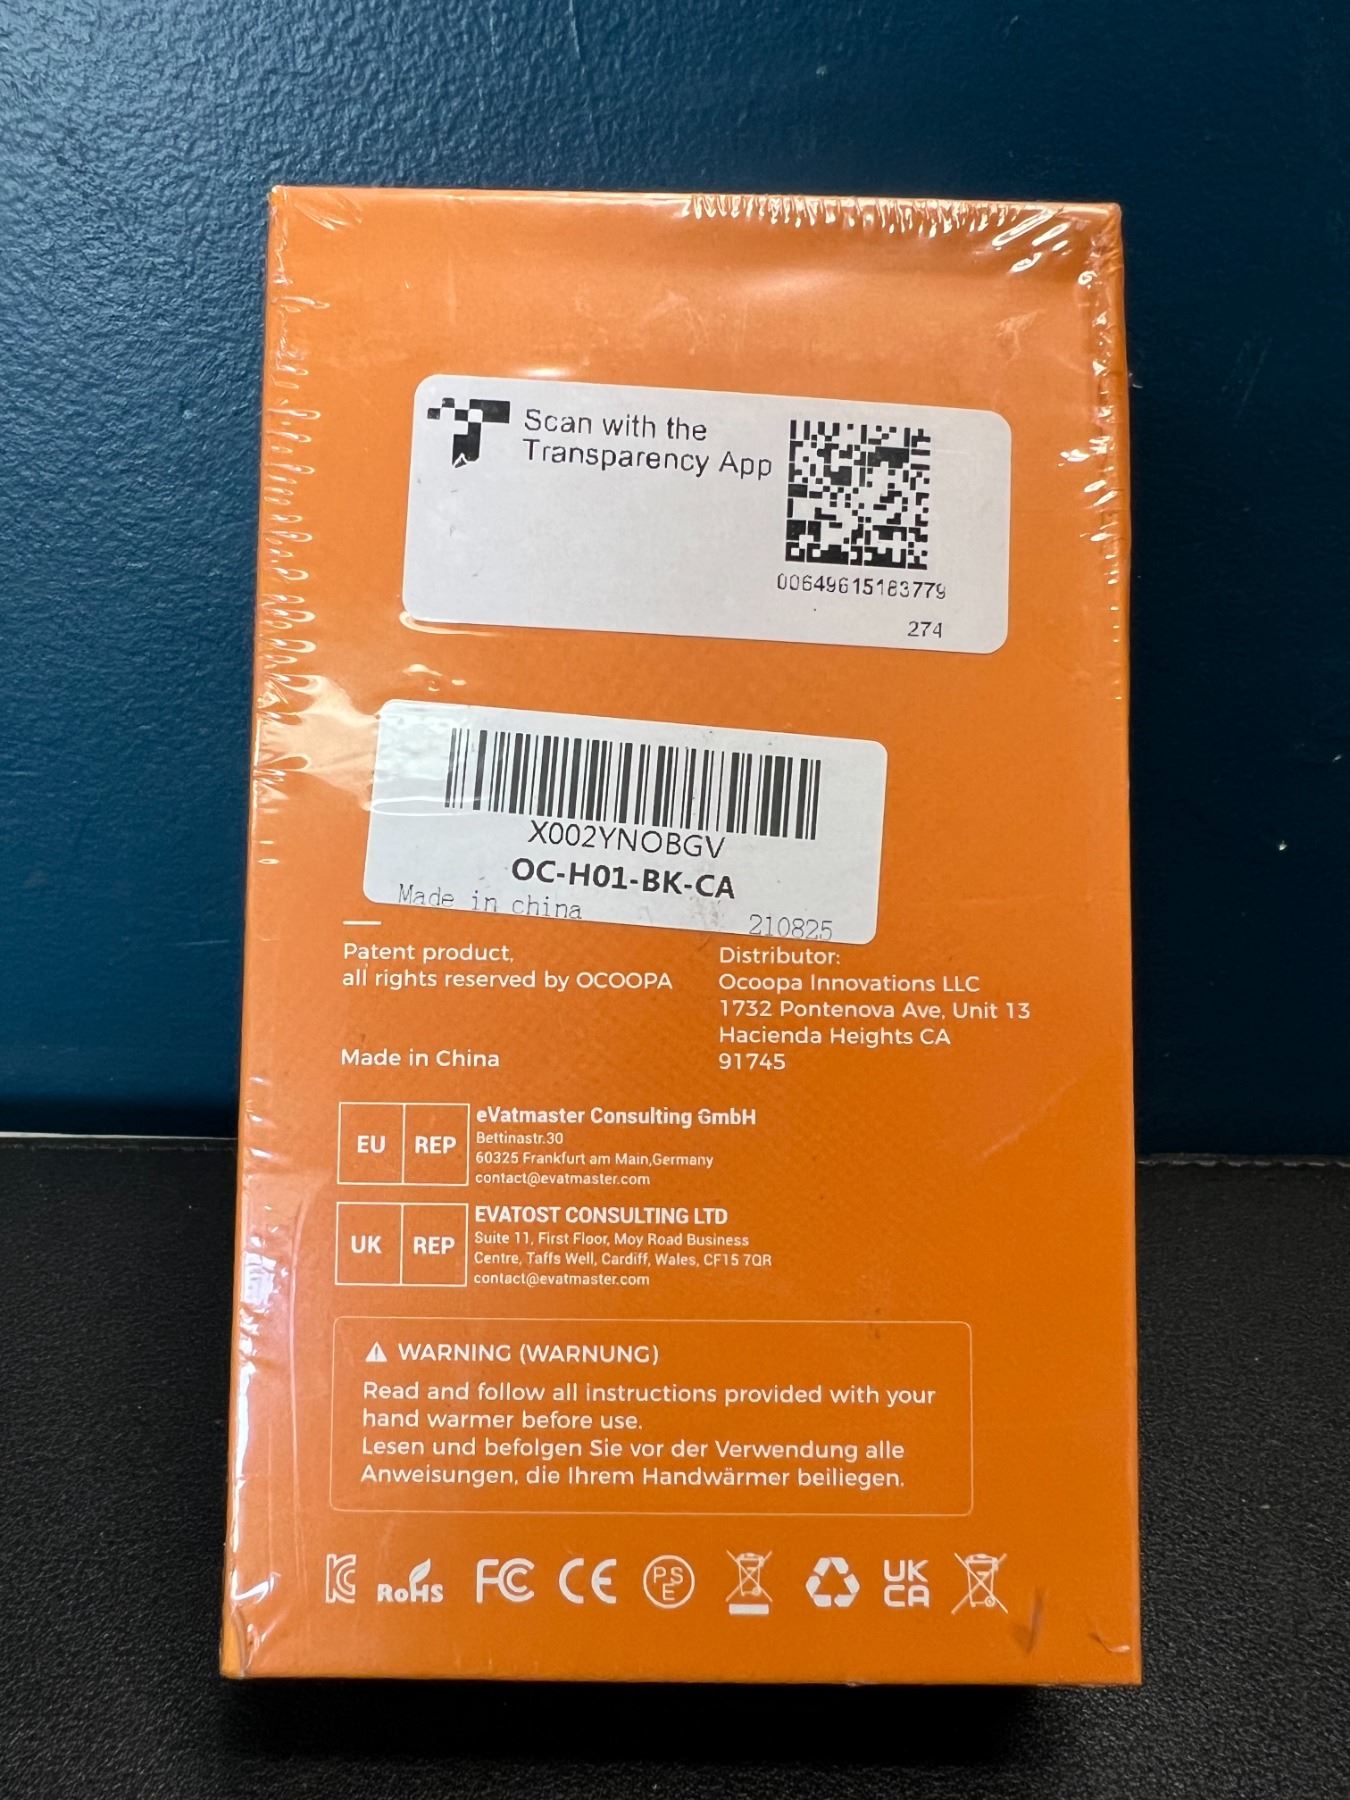 Scan with the
Transparency App
00649615183779
274
X002YNOBGV
OC-H01-BK-CA
Made in china
210825
Patent product,
all rights reserved by OCOOPA
Made in China
Distributor:
Ocoopa Innovations LLC
1732 Pontenova Ave, Unit 13
Hacienda Heights CA
91745
EU REP
eVatmaster Consulting GmbH
Bettinastr.30
60325 Frankfurt am Main,Germany
contact@evatmaster.com
UK REP
EVATOST CONSULTING LTD
Suite 11, First Floor, Moy Road Business
Centre, Taffs Well, Cardiff, Wales, CF15 7QR
contact@evatmaster.com
WARNING (WARNUNG)
Read and follow all instructions provided with your
hand warmer before use.
Lesen und befolgen Sie vor der Verwendung alle
Anweisungen, die Ihrem Handwärmer beiliegen.
KC RoHS FC CE PSE UK
CA